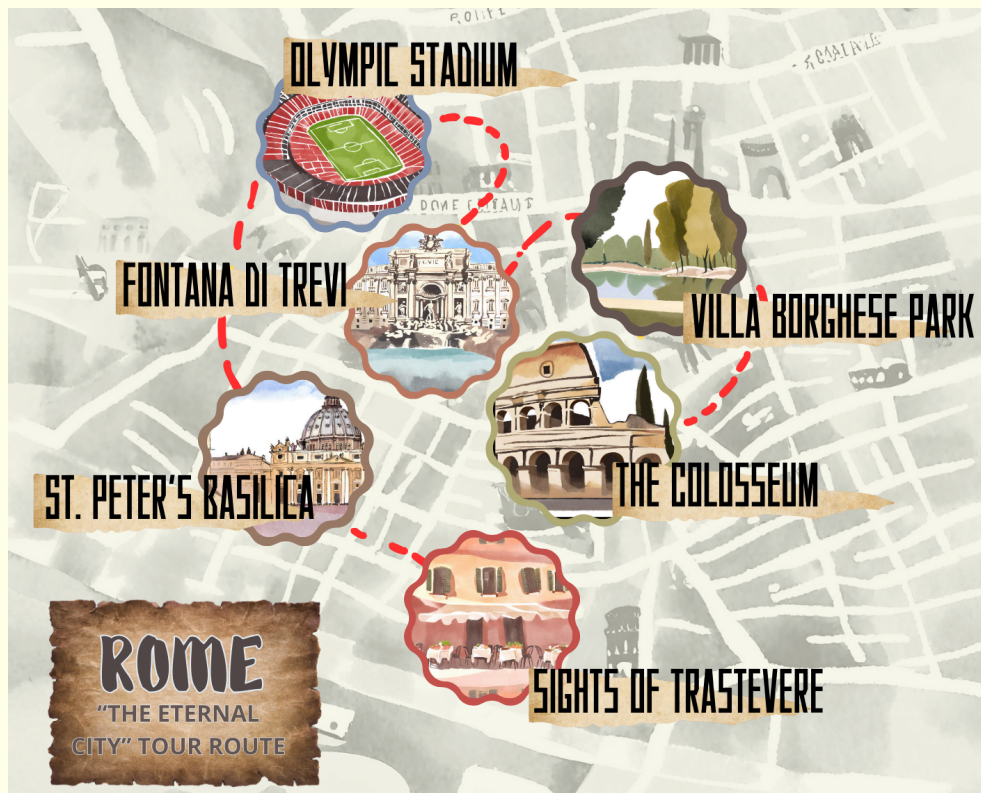 OLYMPIC STADIUM
FONTANA DI TREVI
VILLA BORGHESE PARK
ST. PETER'S BASILICA
THE COLOSSEUM
SIGHTS OF TRASTEVERE
ROME
“THE ETERNAL
CITY” TOUR ROUTE